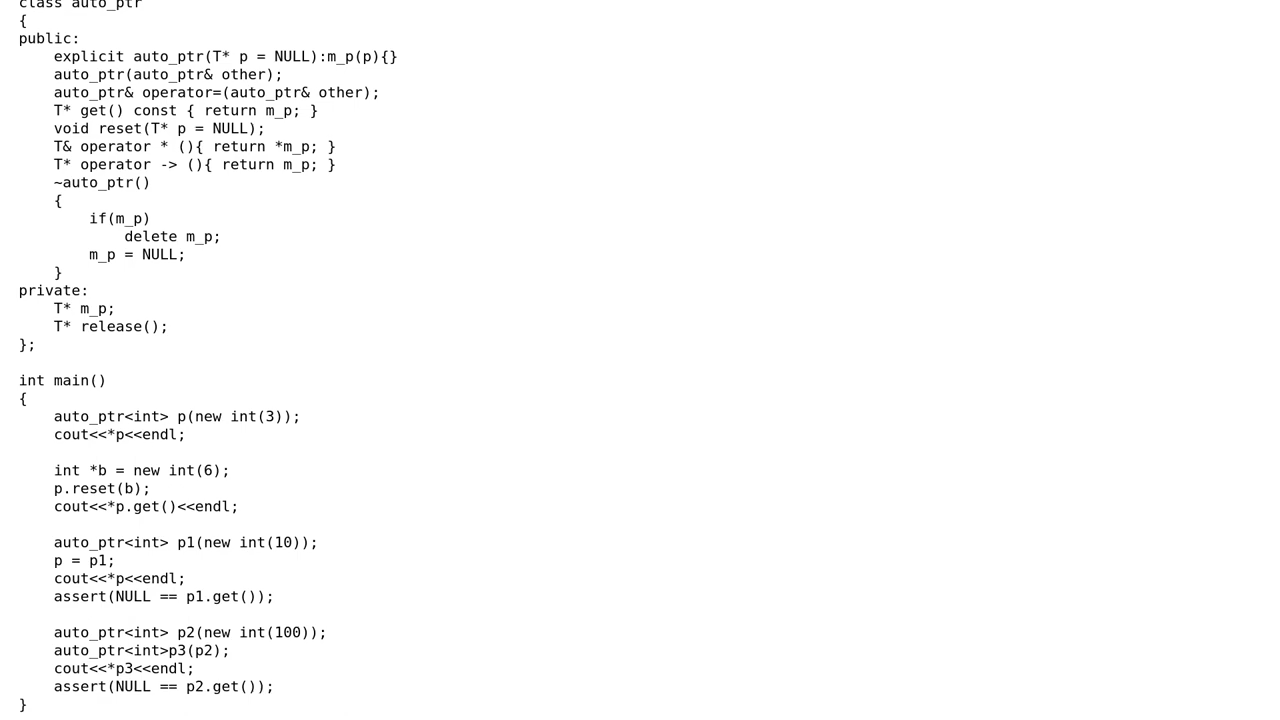 class auto_ptr
{
public:
    explicit auto_ptr(T* p = NULL):m_p(p){}
    auto_ptr(auto_ptr& other);
    auto_ptr& operator=(auto_ptr& other);
    T* get() const { return m_p; }
    void reset(T* p = NULL);
    T& operator * (){ return *m_p; }
    T* operator -> (){ return m_p; }
    ~auto_ptr()
    {
        if(m_p)
            delete m_p;
        m_p = NULL;
    }
private:
    T* m_p;
    T* release();
};

int main()
{
    auto_ptr<int> p(new int(3));
    cout<<*p<<endl;

    int *b = new int(6);
    p.reset(b);
    cout<<*p.get()<<endl;

    auto_ptr<int> p1(new int(10));
    p = p1;
    cout<<*p<<endl;
    assert(NULL == p1.get());

    auto_ptr<int> p2(new int(100));
    auto_ptr<int>p3(p2);
    cout<<*p3<<endl;
    assert(NULL == p2.get());
}